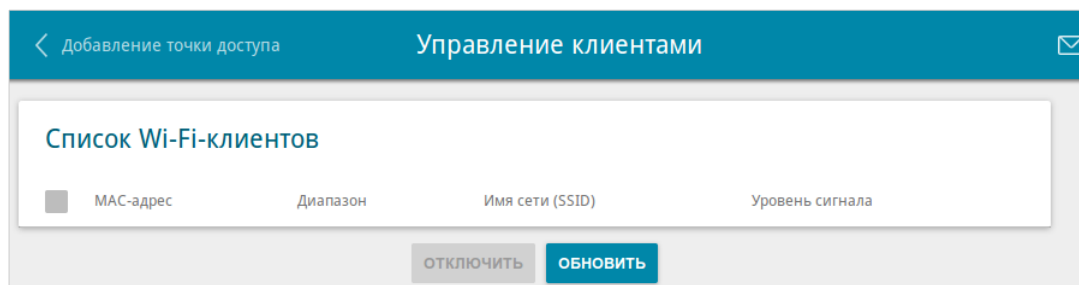 Добавление точки доступа Управление клиентами
Список Wi-Fi-клиентов
MAC-адрес Диапазон Имя сети (SSID) Уровень сигнала
ОТКЛЮЧИТЬ ОБНОВИТЬ